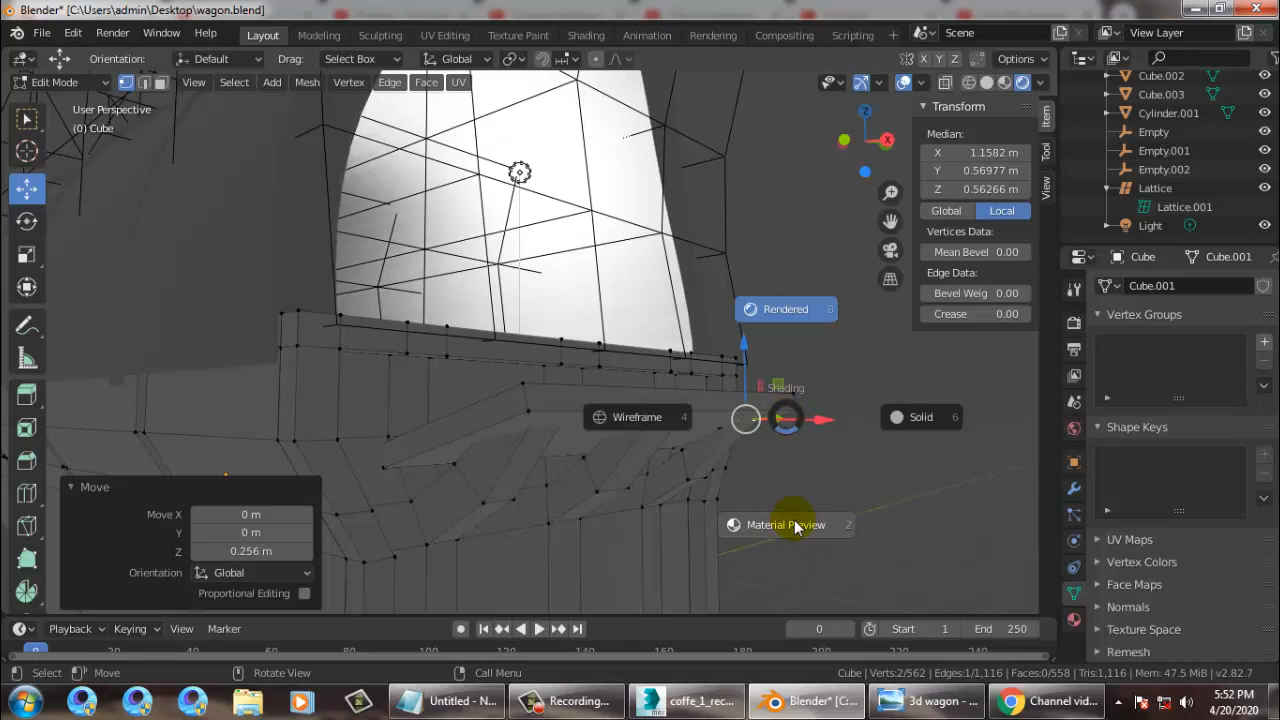 Blender* [C:\Users\admin\Desktop\wagon.blend]
File Edit Render Window Help Layout Modeling Sculpting UV Editing Texture Paint Shading Animation Rendering Compositing Scripting + Scene View Layer
Orientation: Default Drag: Select Box Global X Y Z Options
Edit Mode View Select Add Mesh Vertex Edge Face UV
User Perspective
(0) Cube
Z
X
Transform
Median:
X 1.1582 m
Y 0.56977 m
Z 0.56266 m
Global Local
Vertices Data:
Mean Bevel 0.00
Edge Data:
Bevel Weig 0.00
Crease 0.00
Item
Tool
View
Cube.002
Cube.003
Cylinder.001
Empty
Empty.001
Empty.002
Lattice
Lattice.001
Light
Cube Cube.001
Cube.001
Vertex Groups
Shape Keys
UV Maps
Vertex Colors
Face Maps
Normals
Texture Space
Remesh
Rendered 8
Shading
Wireframe 4
Solid 6
Material Preview 2
Move
Move X 0 m
Y 0 m
Z 0.256 m
Orientation Global
Proportional Editing
Playback Keying View Marker 0 Start 1 End 250
Select Move Rotate View Call Menu Cube | Verts:2/562 | Edges:1/1,116 | Faces:0/558 | Tris:1,116 | Mem: 47.5 MiB | v2.82.7
Untitled - N... Recording... coffe_1_rec... Blender* [C:... 3d wagon - ... Channel vid...
5:52 PM
4/20/2020